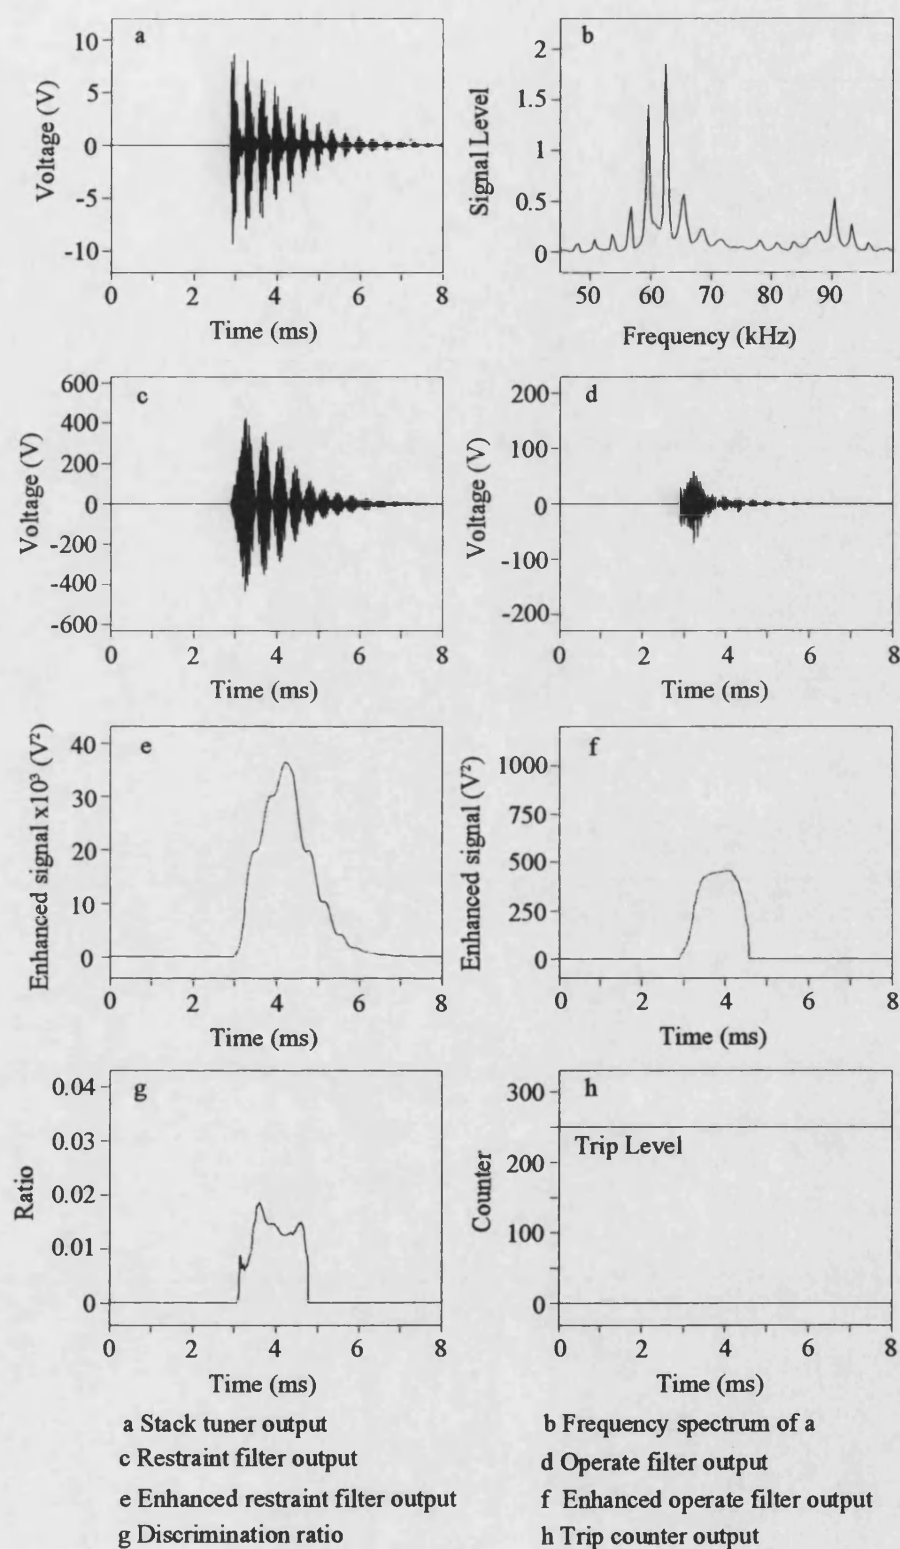 a
10
5
0
-5
-10
Voltage (V)
0 2 4 6 8
Time (ms)
b
2
1.5
1
0.5
0
Signal Level
50 60 70 80 90
Frequency (kHz)
c
600
400
200
0
-200
-400
-600
Voltage (V)
0 2 4 6 8
Time (ms)
d
200
100
0
-100
-200
Voltage (V)
0 2 4 6 8
Time (ms)
e
40
30
20
10
0
Enhanced signal x10³ (V²)
0 2 4 6 8
Time (ms)
f
1000
750
500
250
0
Enhanced signal (V²)
0 2 4 6 8
Time (ms)
g
0.04
0.03
0.02
0.01
0
Ratio
0 2 4 6 8
Time (ms)
h
300
200
100
0
Trip Level
Counter
0 2 4 6 8
Time (ms)
a Stack tuner output
b Frequency spectrum of a
c Restraint filter output
d Operate filter output
e Enhanced restraint filter output
f Enhanced operate filter output
g Discrimination ratio
h Trip counter output